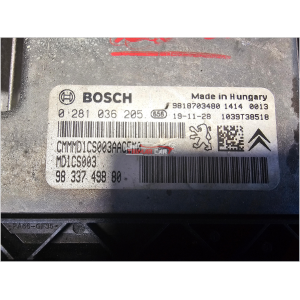 BOSCH
Made in Hungary
9818703480 1414 0013
0 281 036 205 856 19-11-28 1039T38518
MD1CS003
98 337 498 80